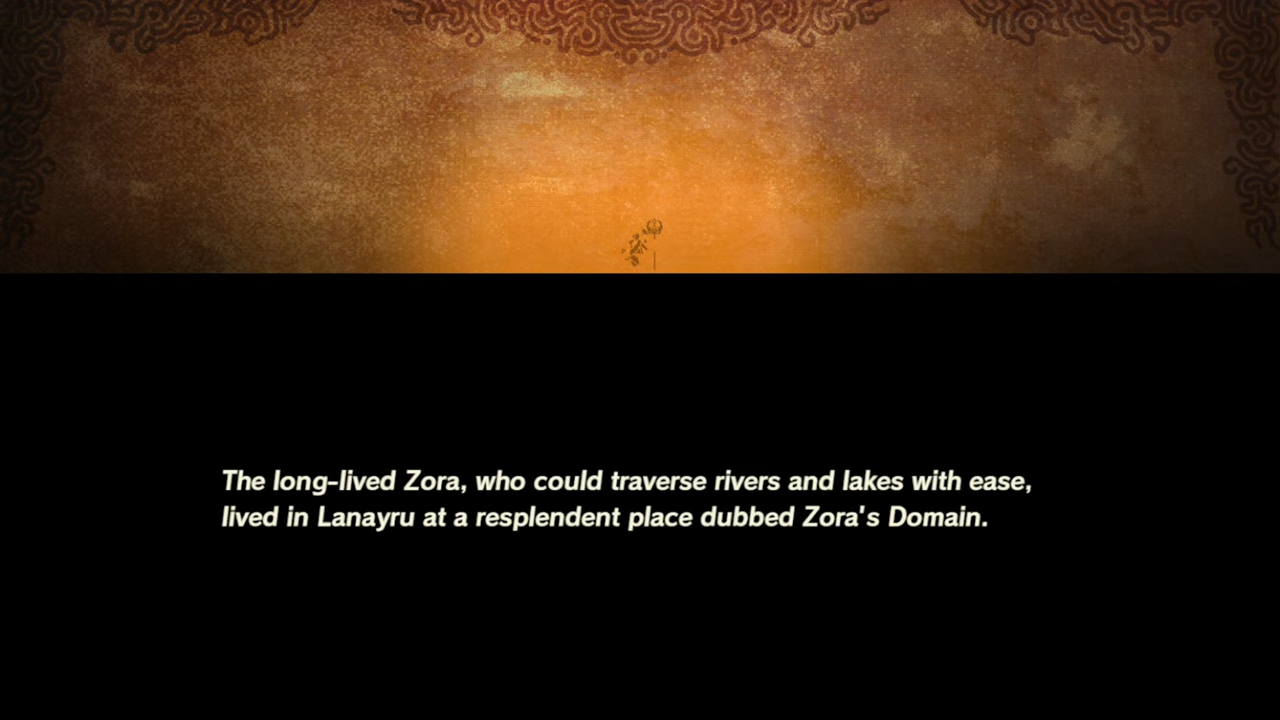 The long-lived Zora, who could traverse rivers and lakes with ease,
lived in Lanayru at a resplendent place dubbed Zora's Domain.